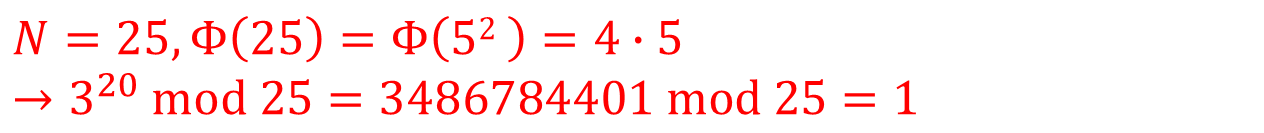 N = 25, Φ(25) = Φ(5² ) = 4 · 5
→ 3²⁰ mod 25 = 3486784401 mod 25 = 1